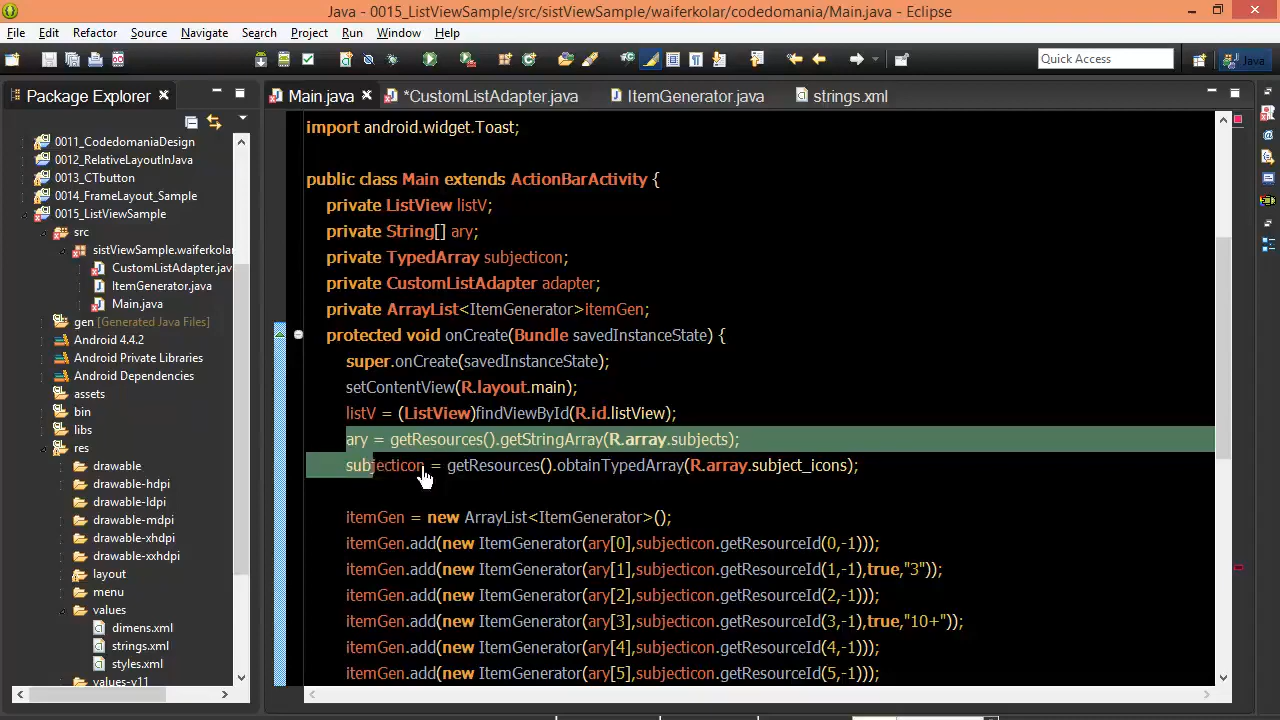 Java - 0015_ListViewSample/src/sistViewSample/waiferkolar/codedomania/Main.java - Eclipse
File Edit Refactor Source Navigate Search Project Run Window Help
Quick Access
Java
Package Explorer
Main.java
*CustomListAdapter.java
ItemGenerator.java
strings.xml
0011_CodedomaniaDesign
0012_RelativeLayoutInJava
0013_CTbutton
0014_FrameLayout_Sample
0015_ListViewSample
src
sistViewSample.waiferkolar
CustomListAdapter.jav
ItemGenerator.java
Main.java
gen [Generated Java Files]
Android 4.4.2
Android Private Libraries
Android Dependencies
assets
bin
libs
res
drawable
drawable-hdpi
drawable-ldpi
drawable-mdpi
drawable-xhdpi
drawable-xxhdpi
layout
menu
values
dimens.xml
strings.xml
styles.xml
values-v11
import android.widget.Toast;
public class Main extends ActionBarActivity {
private ListView listV;
private String[] ary;
private TypedArray subjecticon;
private CustomListAdapter adapter;
private ArrayList<ItemGenerator>itemGen;
protected void onCreate(Bundle savedInstanceState) {
super.onCreate(savedInstanceState);
setContentView(R.layout.main);
listV = (ListView)findViewById(R.id.listView);
ary = getResources().getStringArray(R.array.subjects);
subjecticon = getResources().obtainTypedArray(R.array.subject_icons);
itemGen = new ArrayList<ItemGenerator>();
itemGen.add(new ItemGenerator(ary[0],subjecticon.getResourceId(0,-1)));
itemGen.add(new ItemGenerator(ary[1],subjecticon.getResourceId(1,-1),true,"3"));
itemGen.add(new ItemGenerator(ary[2],subjecticon.getResourceId(2,-1)));
itemGen.add(new ItemGenerator(ary[3],subjecticon.getResourceId(3,-1),true,"10+"));
itemGen.add(new ItemGenerator(ary[4],subjecticon.getResourceId(4,-1)));
itemGen.add(new ItemGenerator(ary[5],subjecticon.getResourceId(5,-1)));